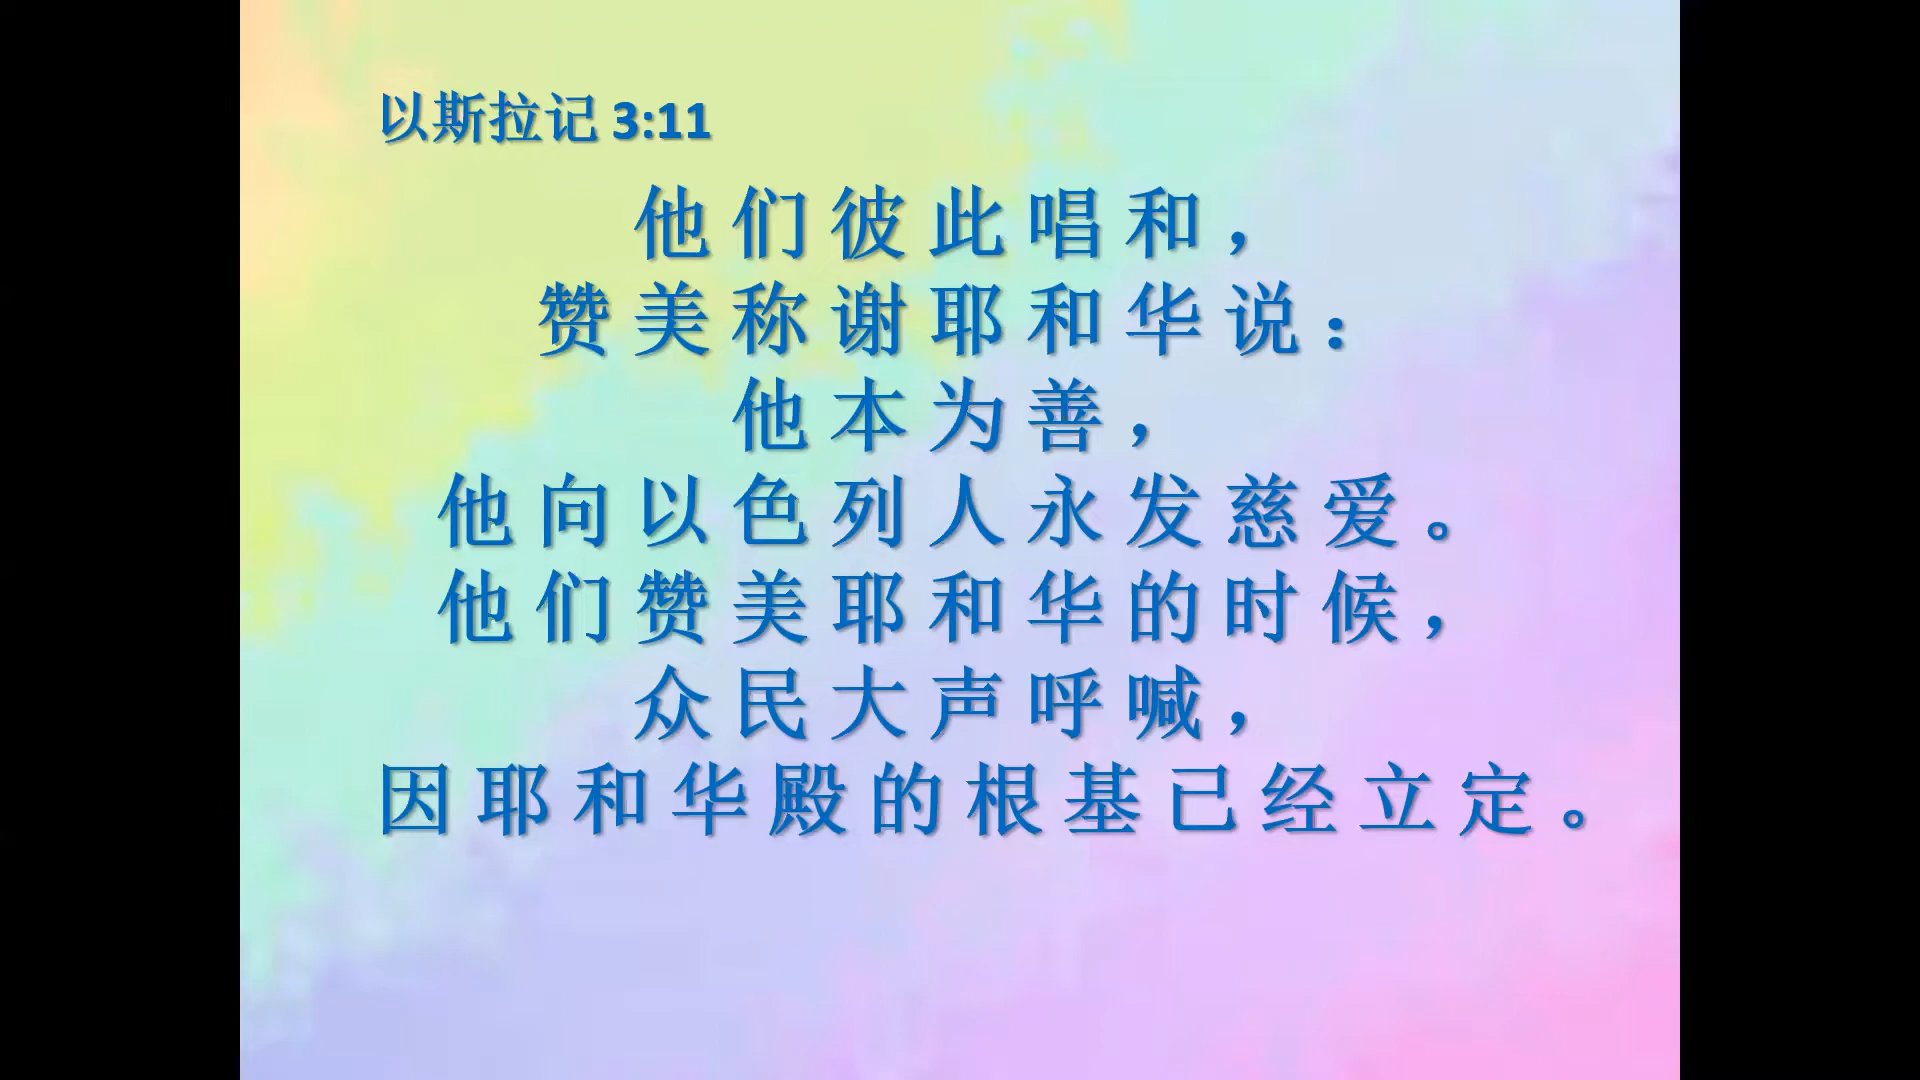 以斯拉记 3:11
他们彼此唱和，
赞美称谢耶和华说：
他本为善，
他向以色列人永发慈爱。
他们赞美耶和华的时候，
众民大声呼喊，
因耶和华殿的根基已经立定。